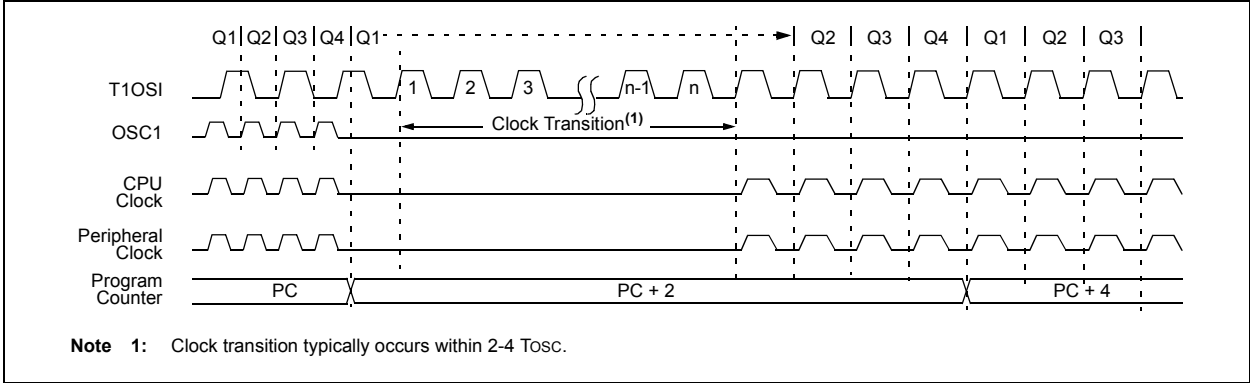 Q1 Q2 Q3 Q4 Q1 Q2 Q3 Q4 Q1 Q2 Q3
T1OSI 1 2 3 n-1 n
OSC1 Clock Transition(1)
CPU
Clock
Peripheral
Clock
Program
Counter PC PC + 2 PC + 4
Note 1: Clock transition typically occurs within 2-4 TOSC.